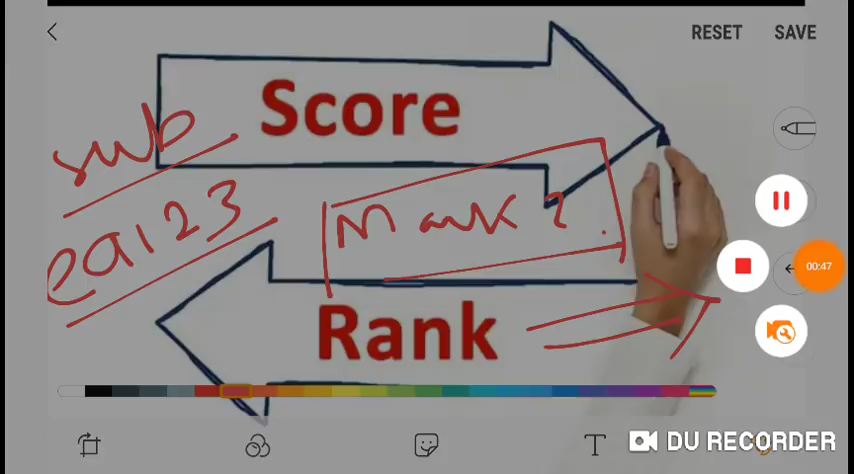 RESET SAVE
Score
sub
ea123
Mark?
Rank
00:47
T
DU RECORDER